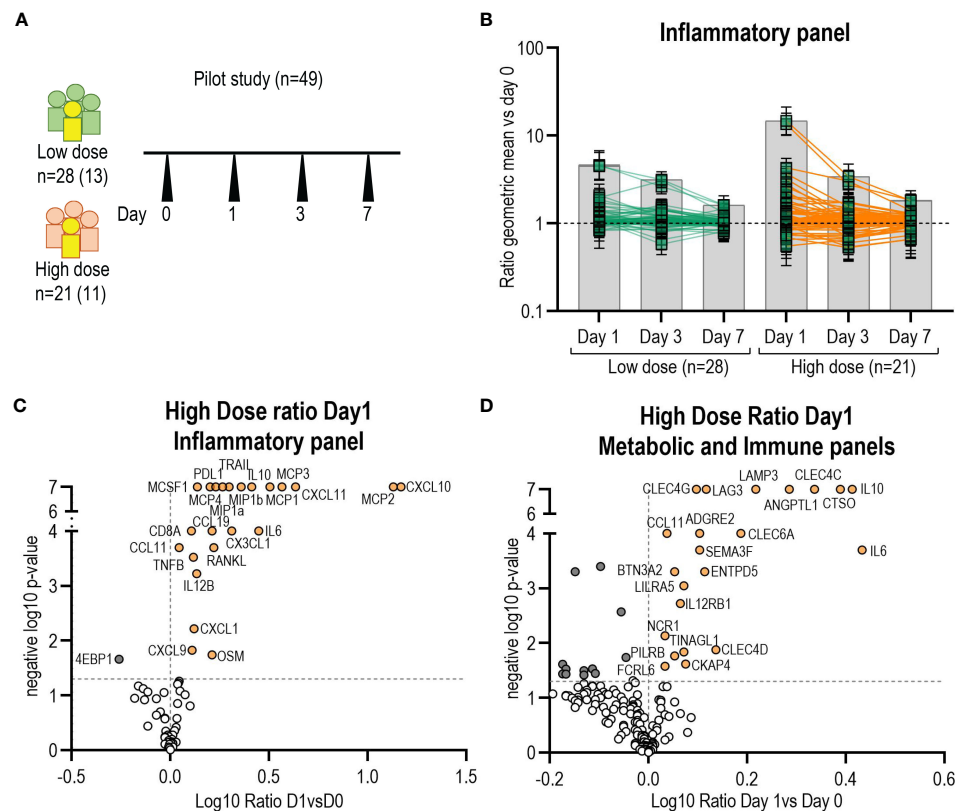 A
Pilot study (n=49)
Low dose
n=28 (13)
High dose
n=21 (11)
Day 0 1 3 7
B
Inflammatory panel
Ratio geometric mean vs day 0
100
10
1
0.1
Day 1 Day 3 Day 7 Day 1 Day 3 Day 7
Low dose (n=28) High dose (n=21)
C
High Dose ratio Day1
Inflammatory panel
negative log10 p-value
7
6
4
3
2
1
0
TRAIL
PDL1 IL10 MCP3
MCSF1
MCP4 MIP1b MCP1 CXCL11 MCP2 CXCL10
MIP1a
CCL19
CD8A IL6
CX3CL1
CCL11
RANKL
TNFB
IL12B
CXCL1
CXCL9
OSM
4EBP1
-0.5 0.0 0.5 1.0 1.5
Log10 Ratio D1vsD0
D
High Dose Ratio Day1
Metabolic and Immune panels
negative log10 p-value
7
6
4
3
2
1
0
LAMP3 CLEC4C
CLEC4G LAG3 IL10
ANGPTL1 CTSO
CCL11 ADGRE2
CLEC6A
SEMA3F IL6
BTN3A2 ENTPD5
LILRA5
IL12RB1
NCR1
TINAGL1
PILRB CLEC4D
FCRL6 CKAP4
-0.2 0.0 0.2 0.4 0.6
Log10 Ratio Day 1vs Day 0